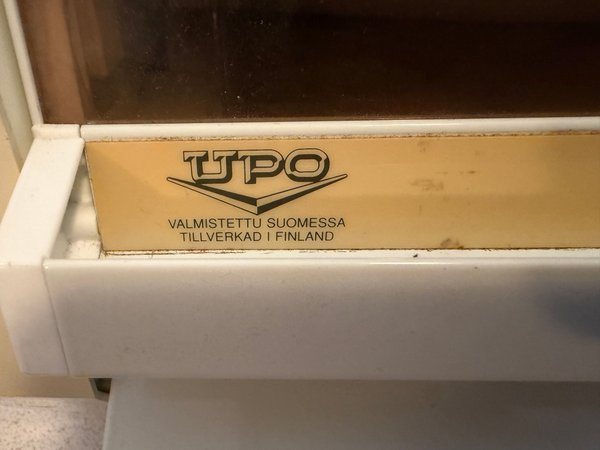 UPO
VALMISTETTU SUOMESSA
TILLVERKAD I FINLAND